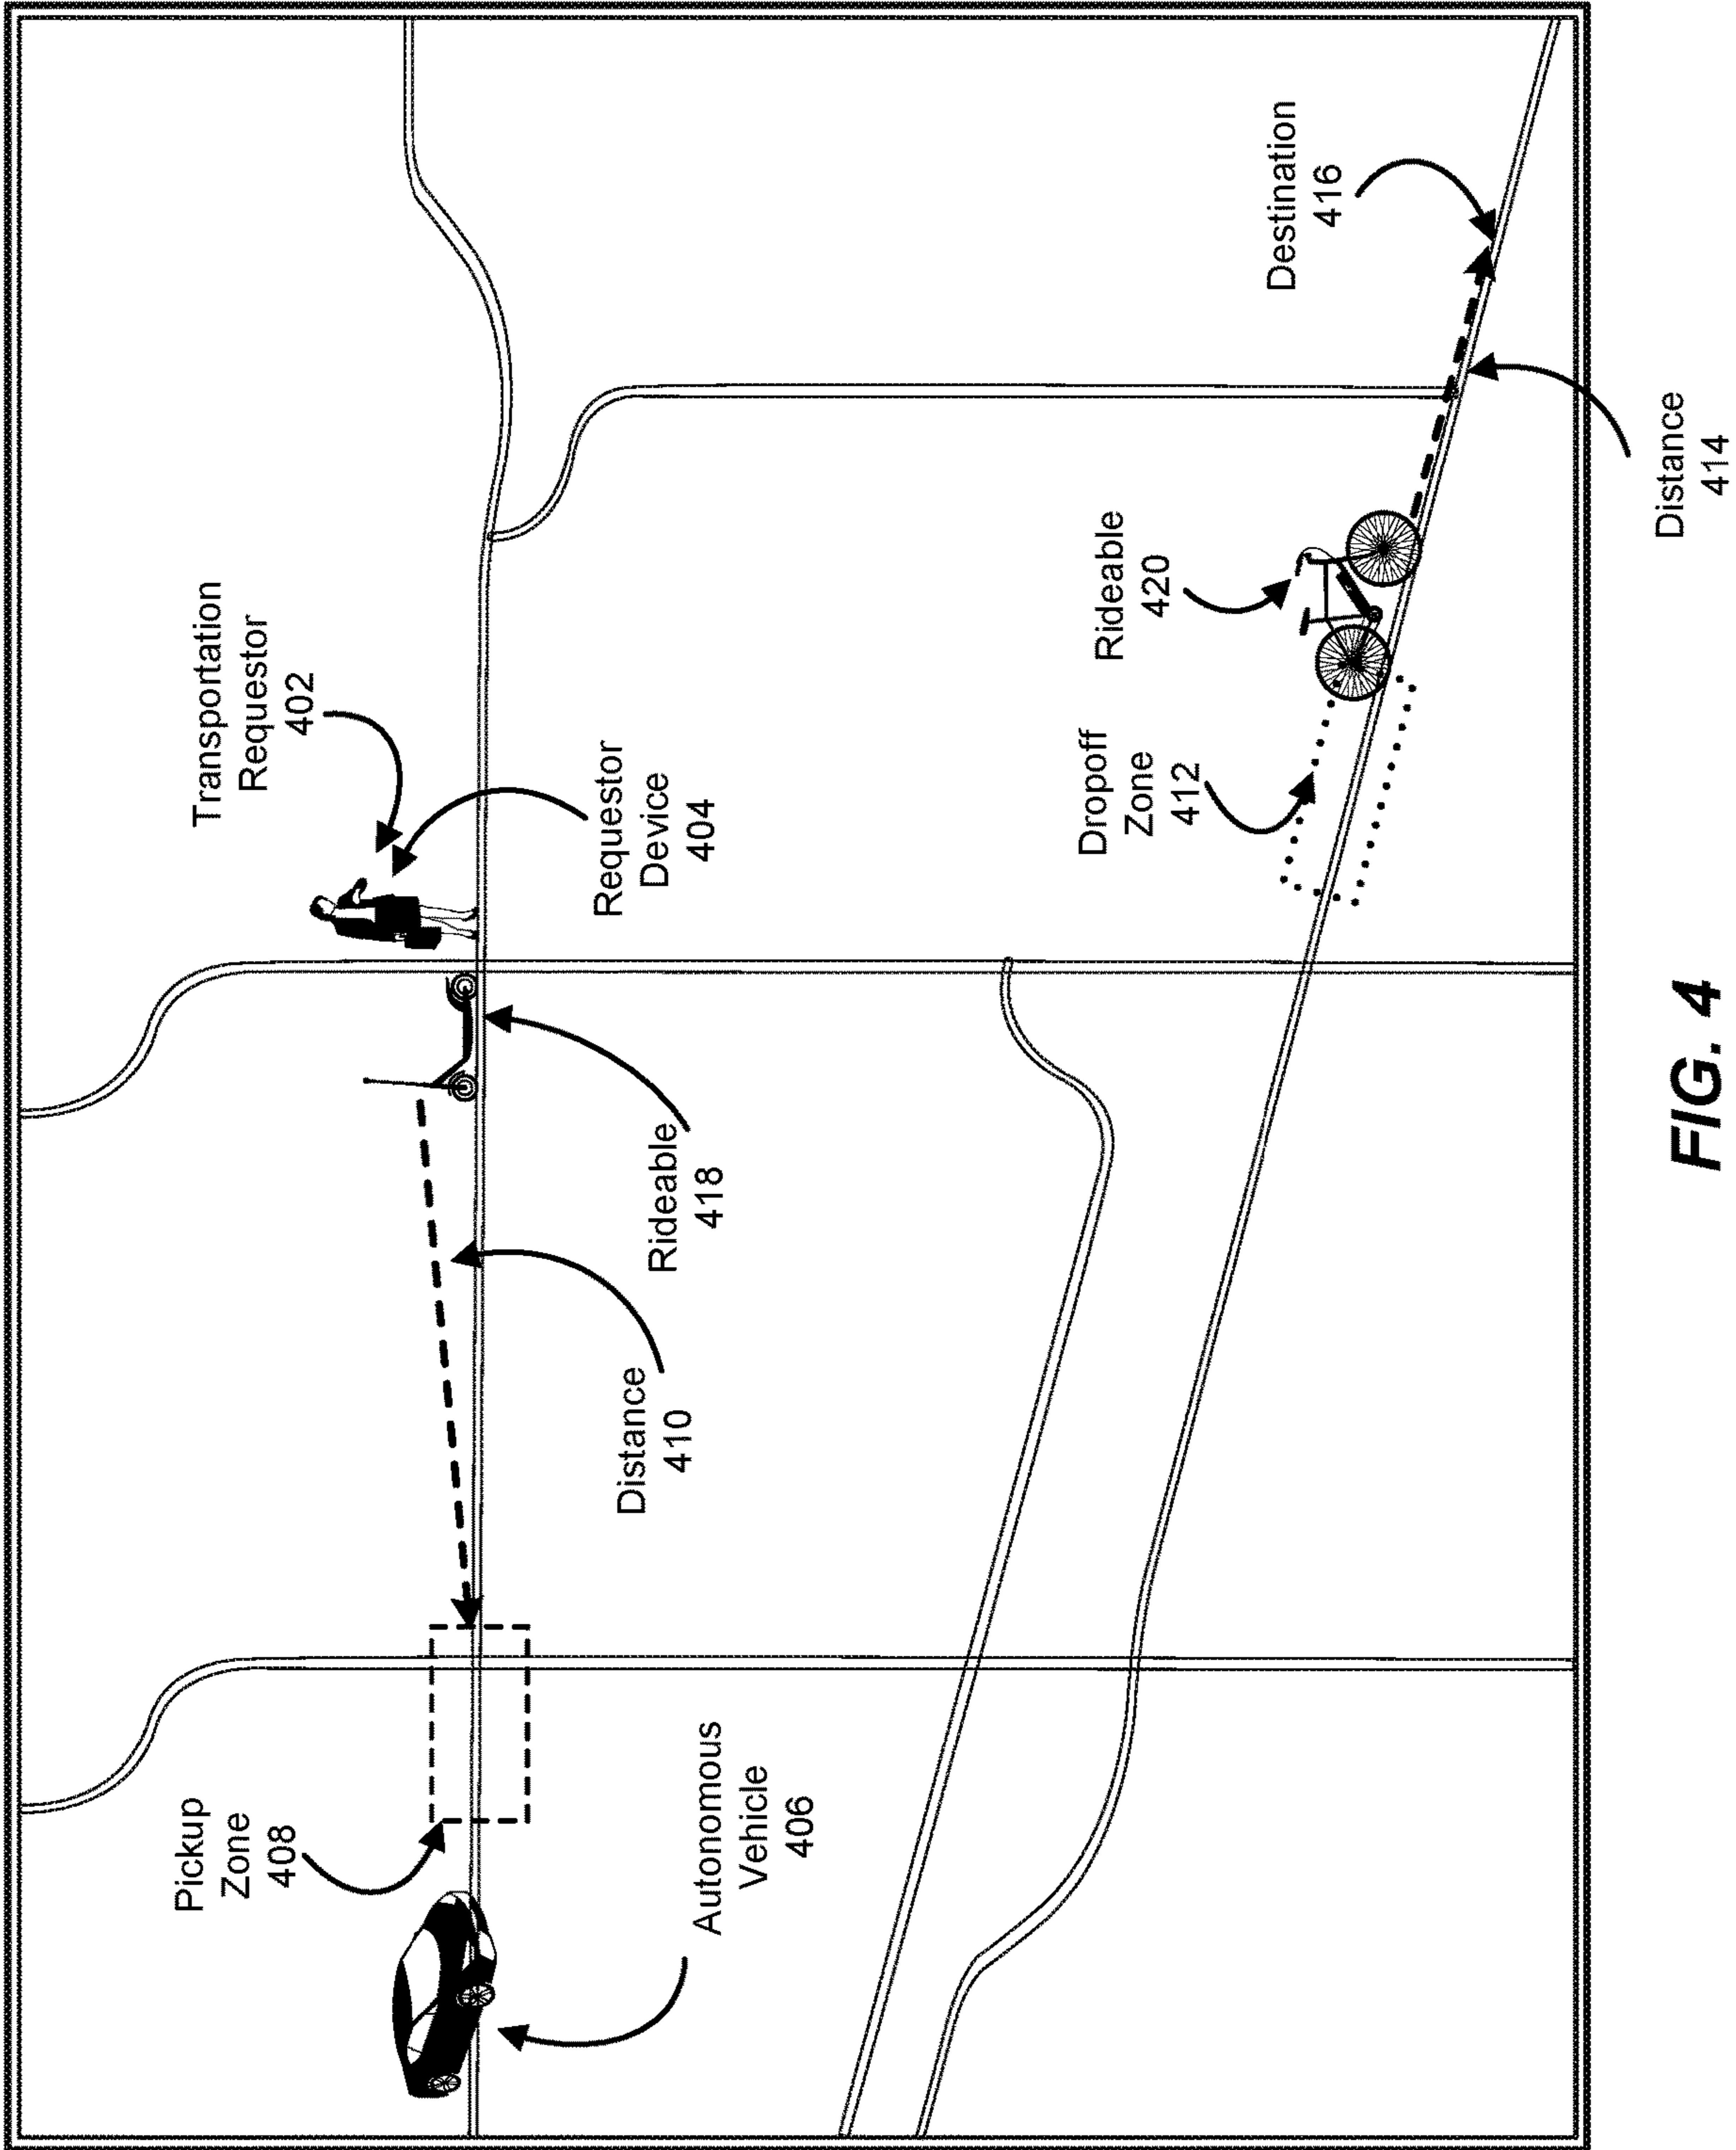 Transportation
Requestor
402
Pickup
Zone
408
Requestor
Device
404
Rideable
418
Distance
410
Autonomous
Vehicle
406
Destination
416
Rideable
420
Dropoff
Zone
412
Distance
414
FIG. 4